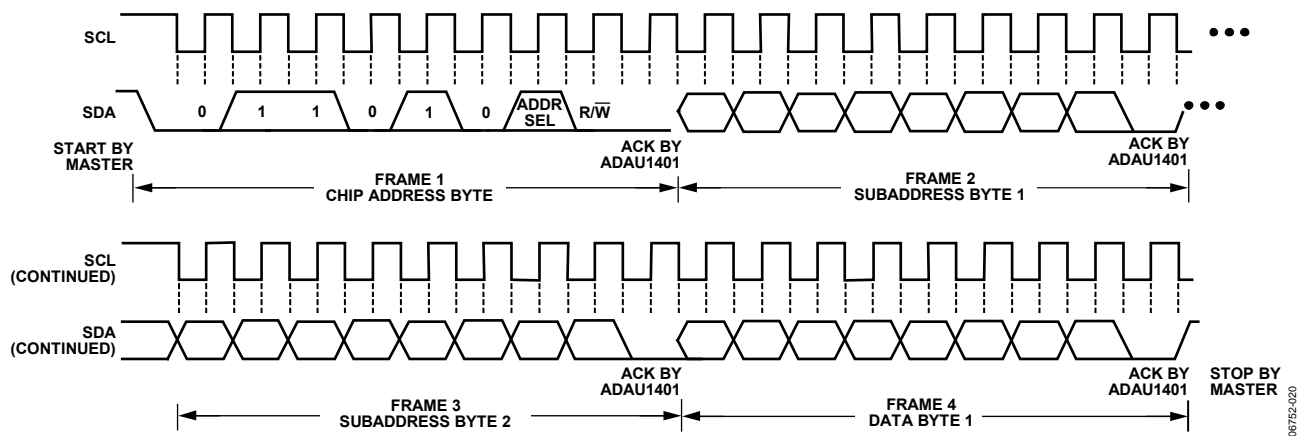 SCL
SDA
0 1 1 0 1 0 ADDR SEL R/W̅
START BY MASTER
ACK BY ADAU1401
ACK BY ADAU1401
FRAME 1
CHIP ADDRESS BYTE
FRAME 2
SUBADDRESS BYTE 1
SCL
(CONTINUED)
SDA
(CONTINUED)
ACK BY ADAU1401
ACK BY ADAU1401
STOP BY MASTER
FRAME 3
SUBADDRESS BYTE 2
FRAME 4
DATA BYTE 1
06752-020